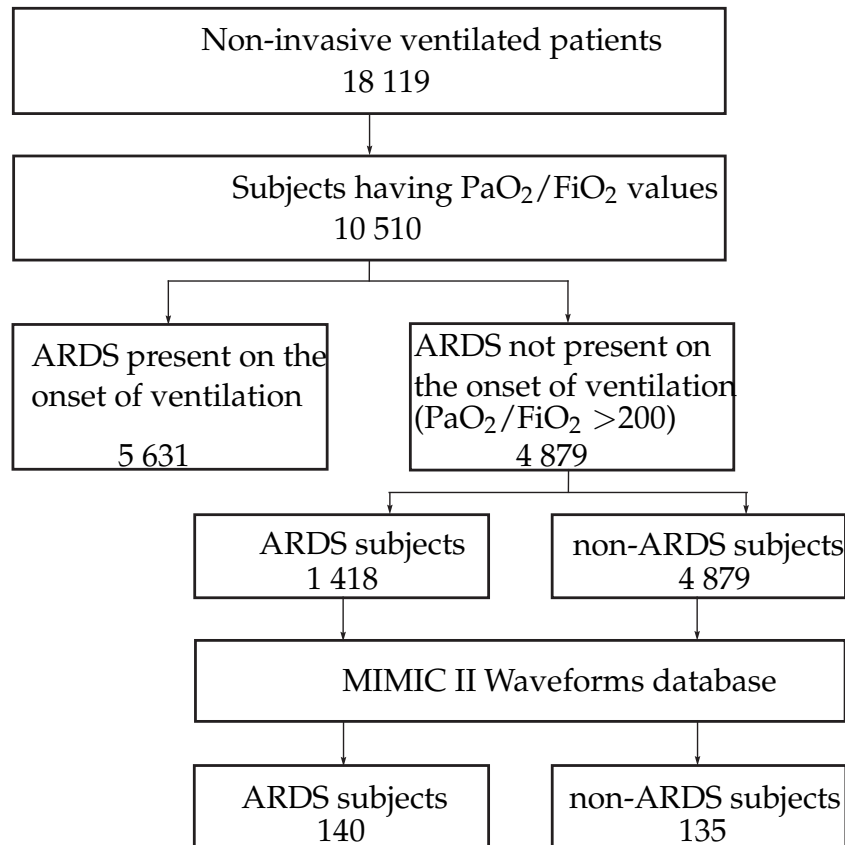 Non-invasive ventilated patients
18 119
Subjects having PaO₂/FiO₂ values
10 510
ARDS present on the
onset of ventilation
5 631
ARDS not present on
the onset of ventilation
(PaO₂/FiO₂ >200)
4 879
ARDS subjects
1 418
non-ARDS subjects
4 879
MIMIC II Waveforms database
ARDS subjects
140
non-ARDS subjects
135